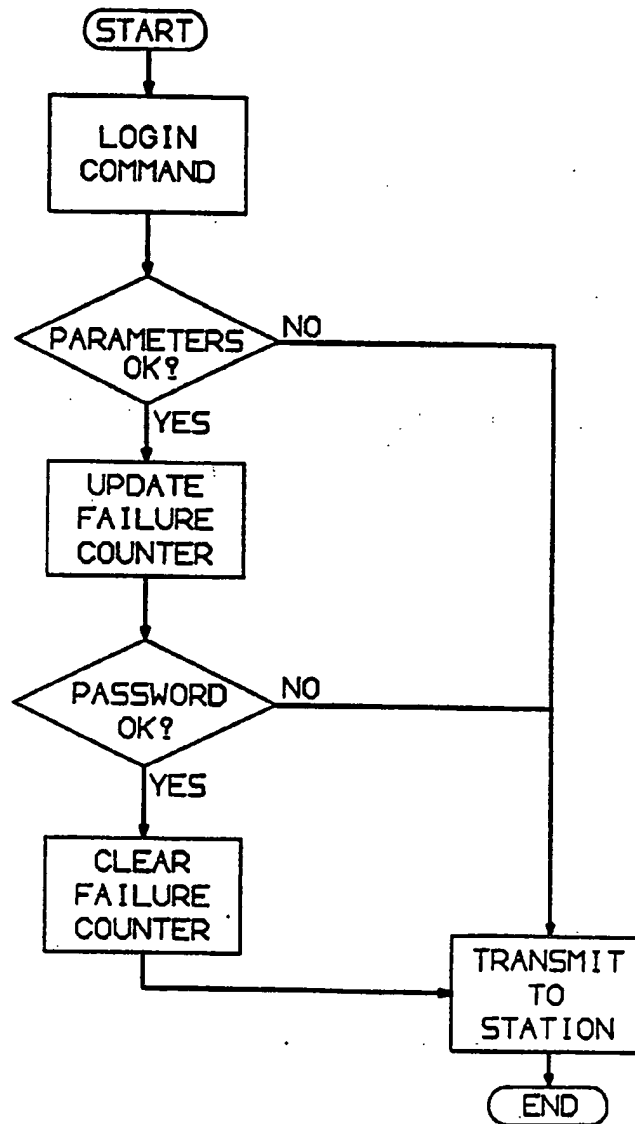 START
LOGIN
COMMAND
PARAMETERS
OK?
NO
YES
UPDATE
FAILURE
COUNTER
PASSWORD
OK?
NO
YES
CLEAR
FAILURE
COUNTER
TRANSMIT
TO
STATION
END